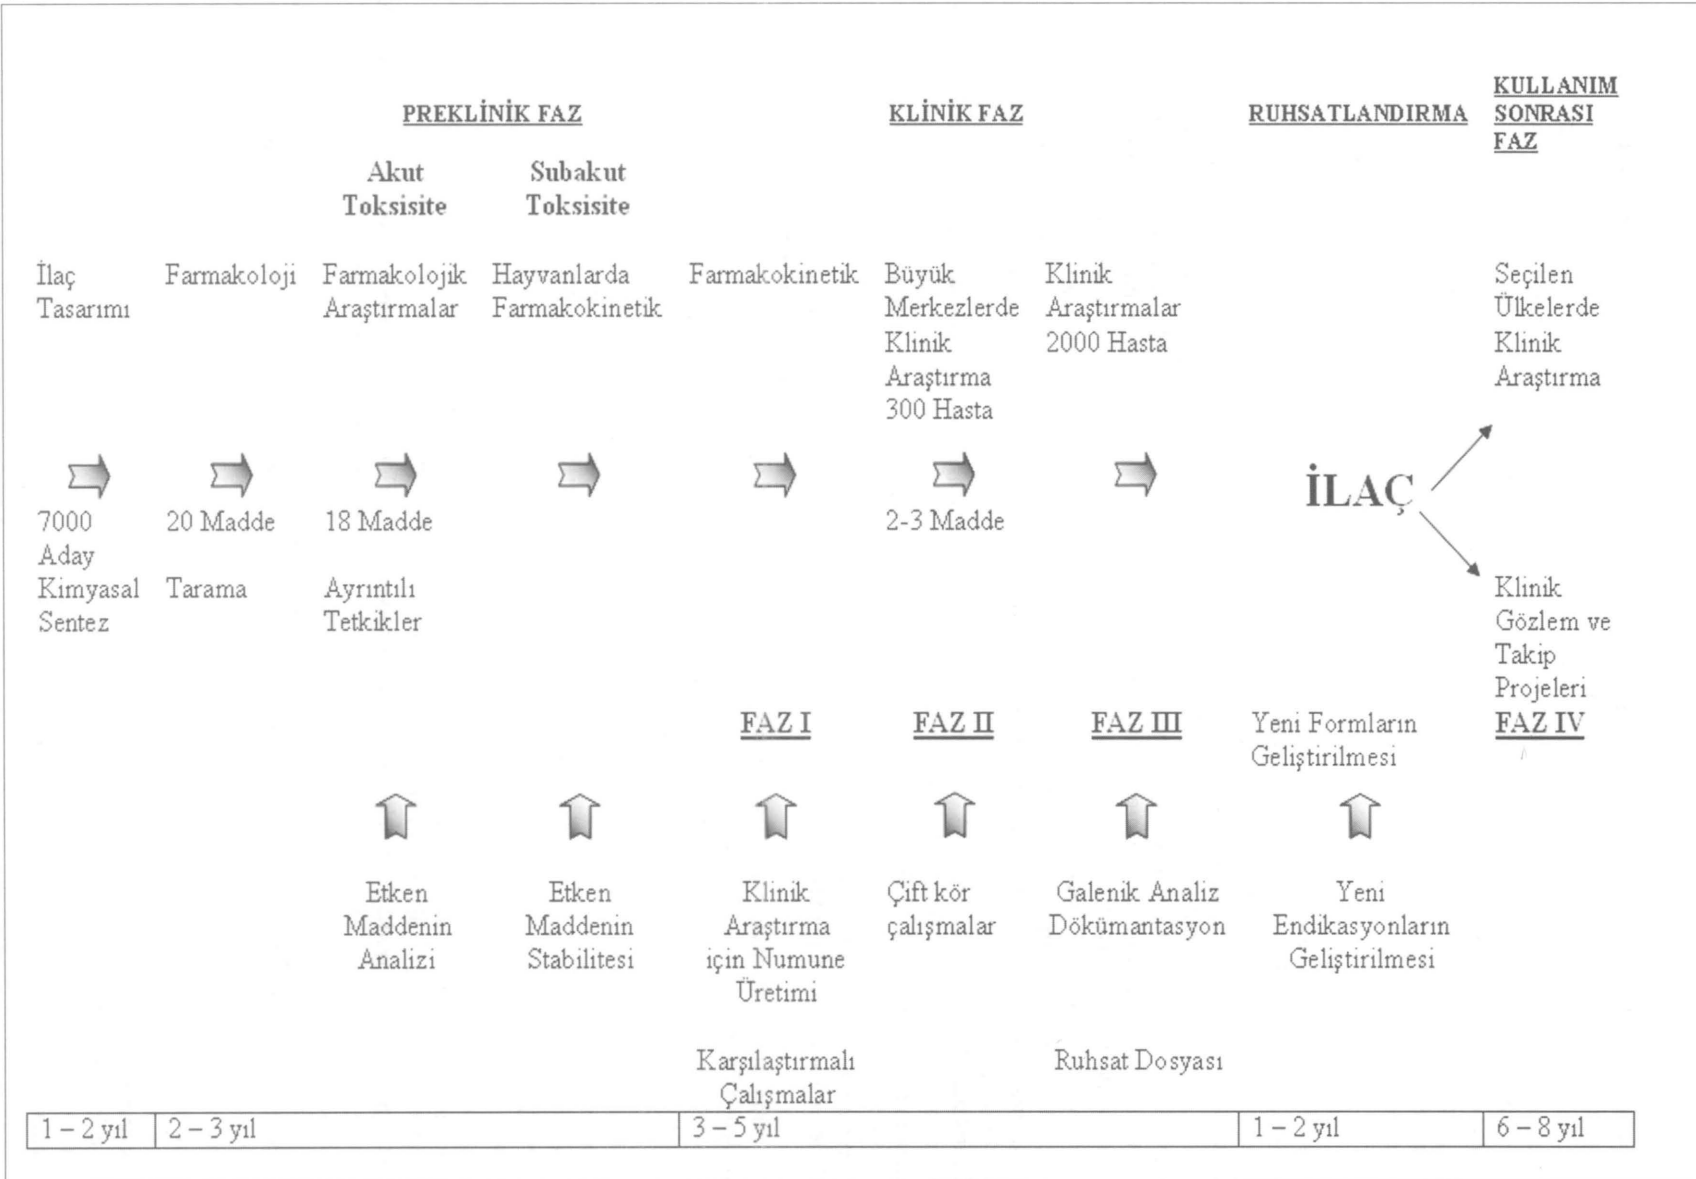 PREKLİNİK FAZ
KLİNİK FAZ
RUHSATLANDIRMA
KULLANIM
SONRASI
FAZ
Akut
Toksisite
Subakut
Toksisite
İlaç
Tasarımı
Farmakoloji
Farmakolojik
Araştırmalar
Hayvanlarda
Farmakokinetik
Farmakokinetik
Büyük
Merkezlerde
Klinik
Araştırma
300 Hasta
Klinik
Araştırmalar
2000 Hasta
Seçilen
Ülkelerde
Klinik
Araştırma
7000
Aday
Kimyasal
Sentez
20 Madde
Tarama
18 Madde
Ayrıntılı
Tetkikler
2-3 Madde
İLAÇ
Klinik
Gözlem ve
Takip
Projeleri
FAZ I
FAZ II
FAZ III
Yeni Formların
Geliştirilmesi
FAZ IV
Etken
Maddenin
Analizi
Etken
Maddenin
Stabilitesi
Klinik
Araştırma
için Numune
Üretimi
Çift kör
çalışmalar
Galenik Analiz
Dökümantasyon
Yeni
Endikasyonların
Geliştirilmesi
Karşılaştırmalı
Çalışmalar
Ruhsat Dosyası
1 – 2 yıl
2 – 3 yıl
3 – 5 yıl
1 – 2 yıl
6 – 8 yıl